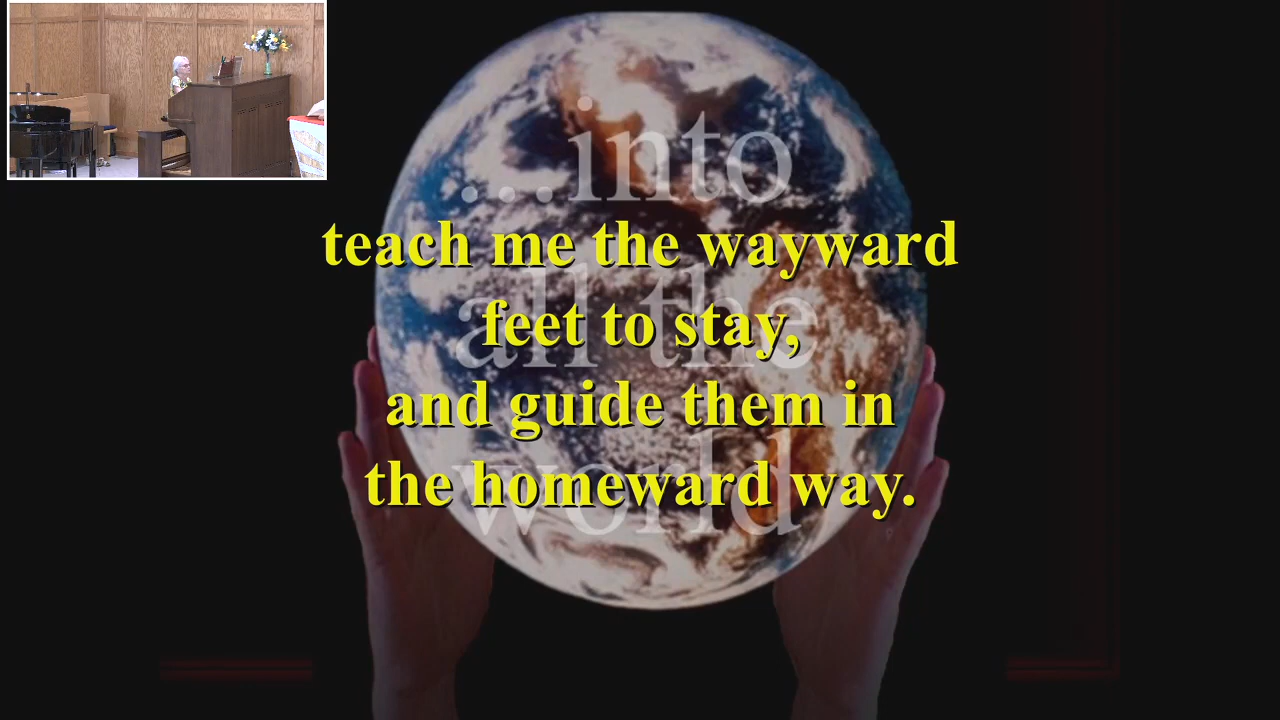 ...into
all the
world
teach me the wayward
feet to stay,
and guide them in
the homeward way.